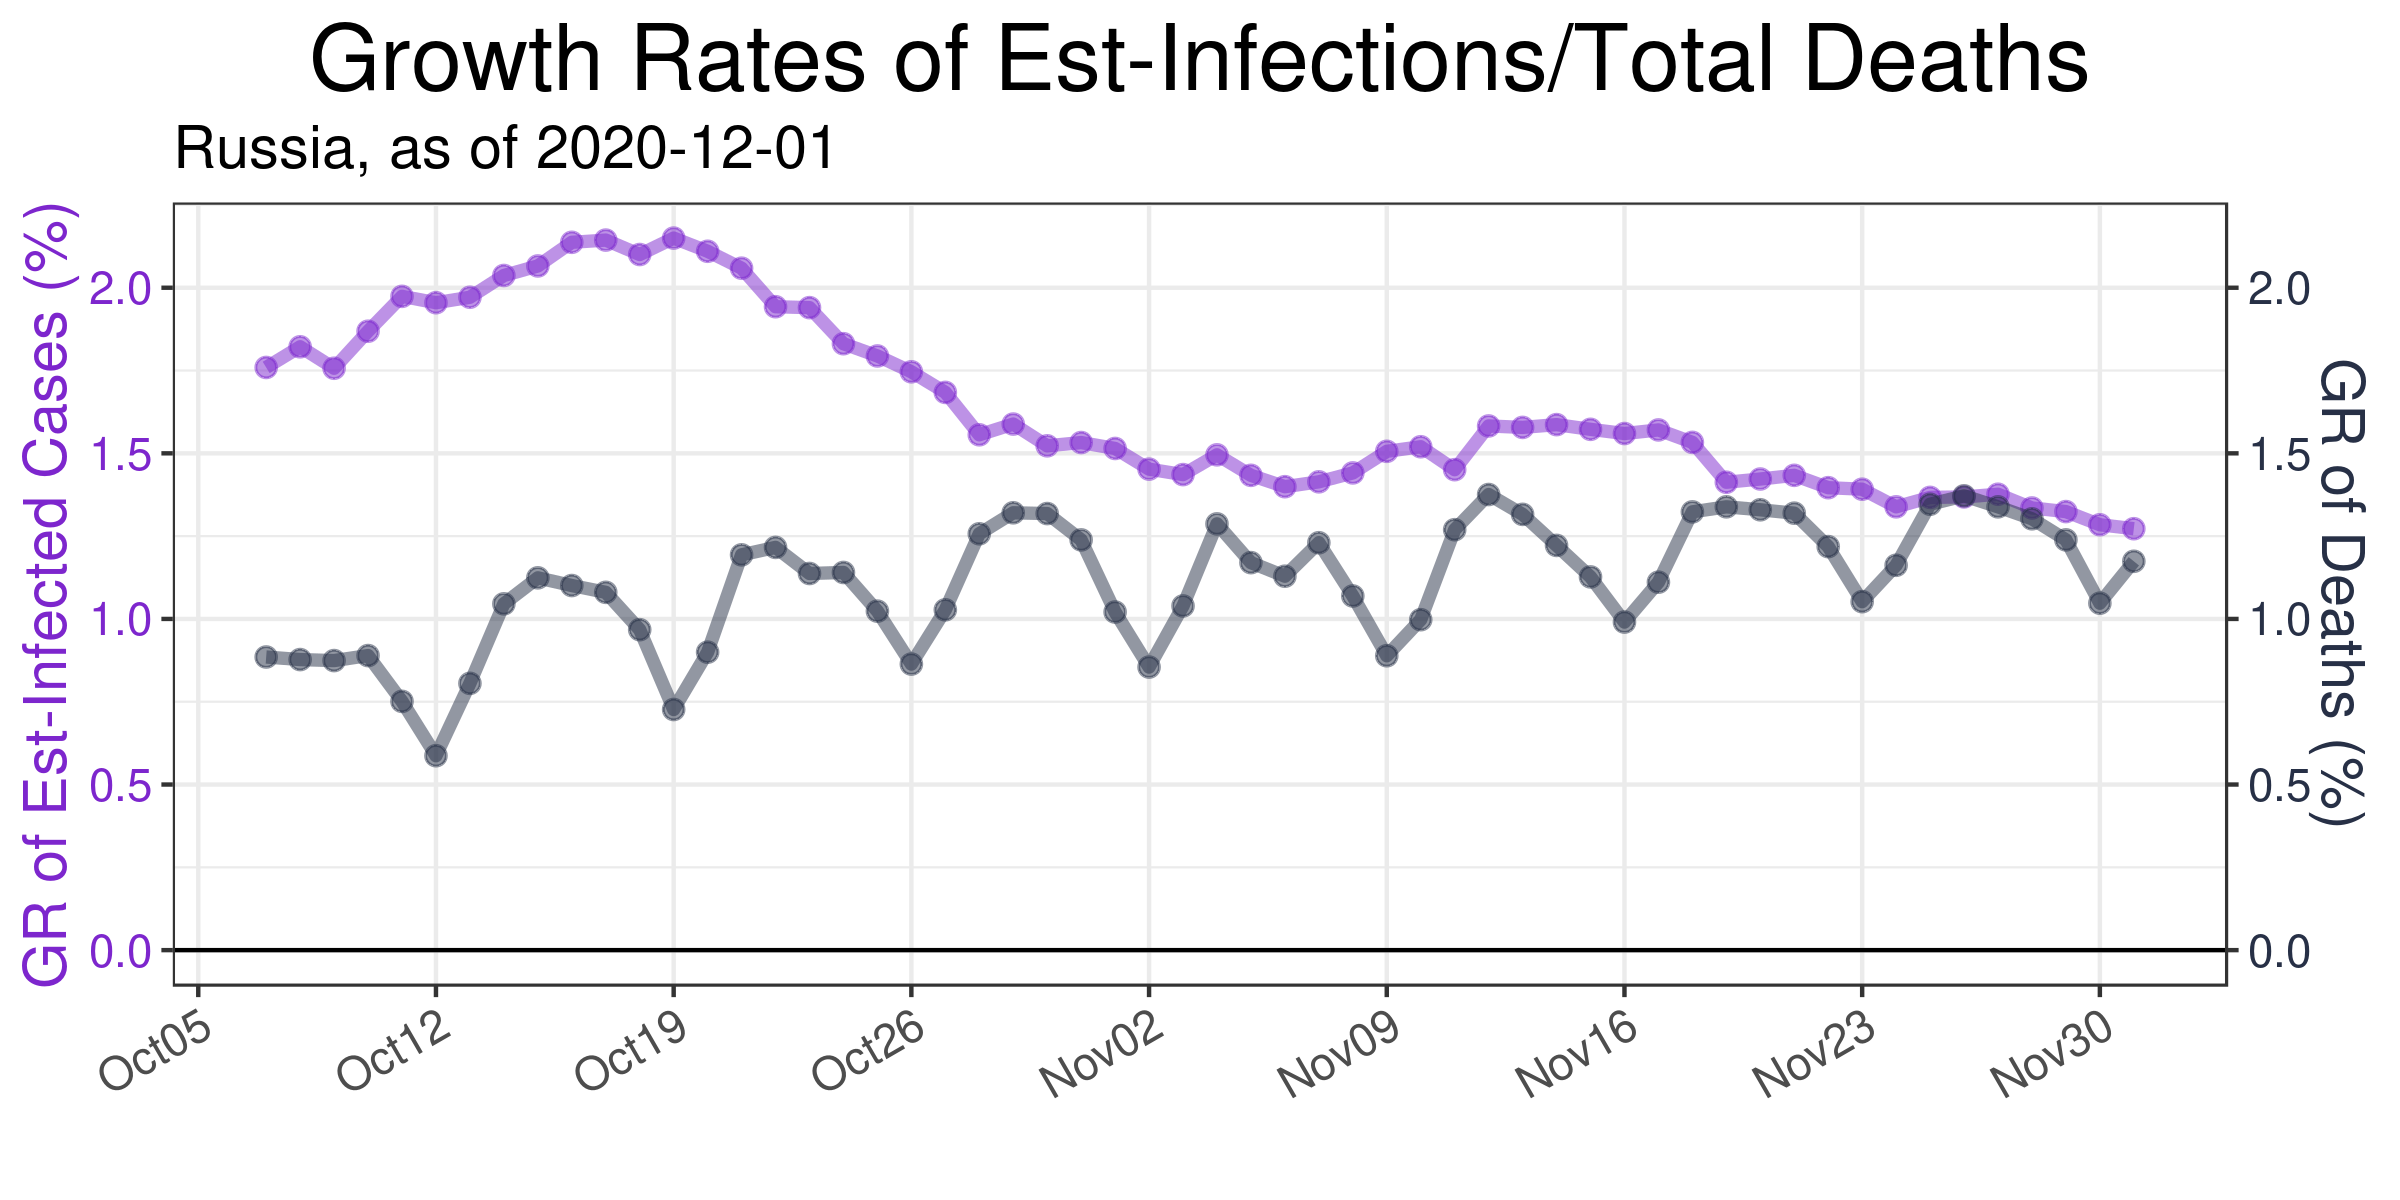 Growth Rates of Est-Infections/Total Deaths
Russia, as of 2020-12-01
GR of Est-Infected Cases (%)
2.0
1.5
1.0
0.5
0.0
2.0
1.5
1.0
0.5
0.0
GR of Deaths (%)
Oct05
Oct12
Oct19
Oct26
Nov02
Nov09
Nov16
Nov23
Nov30